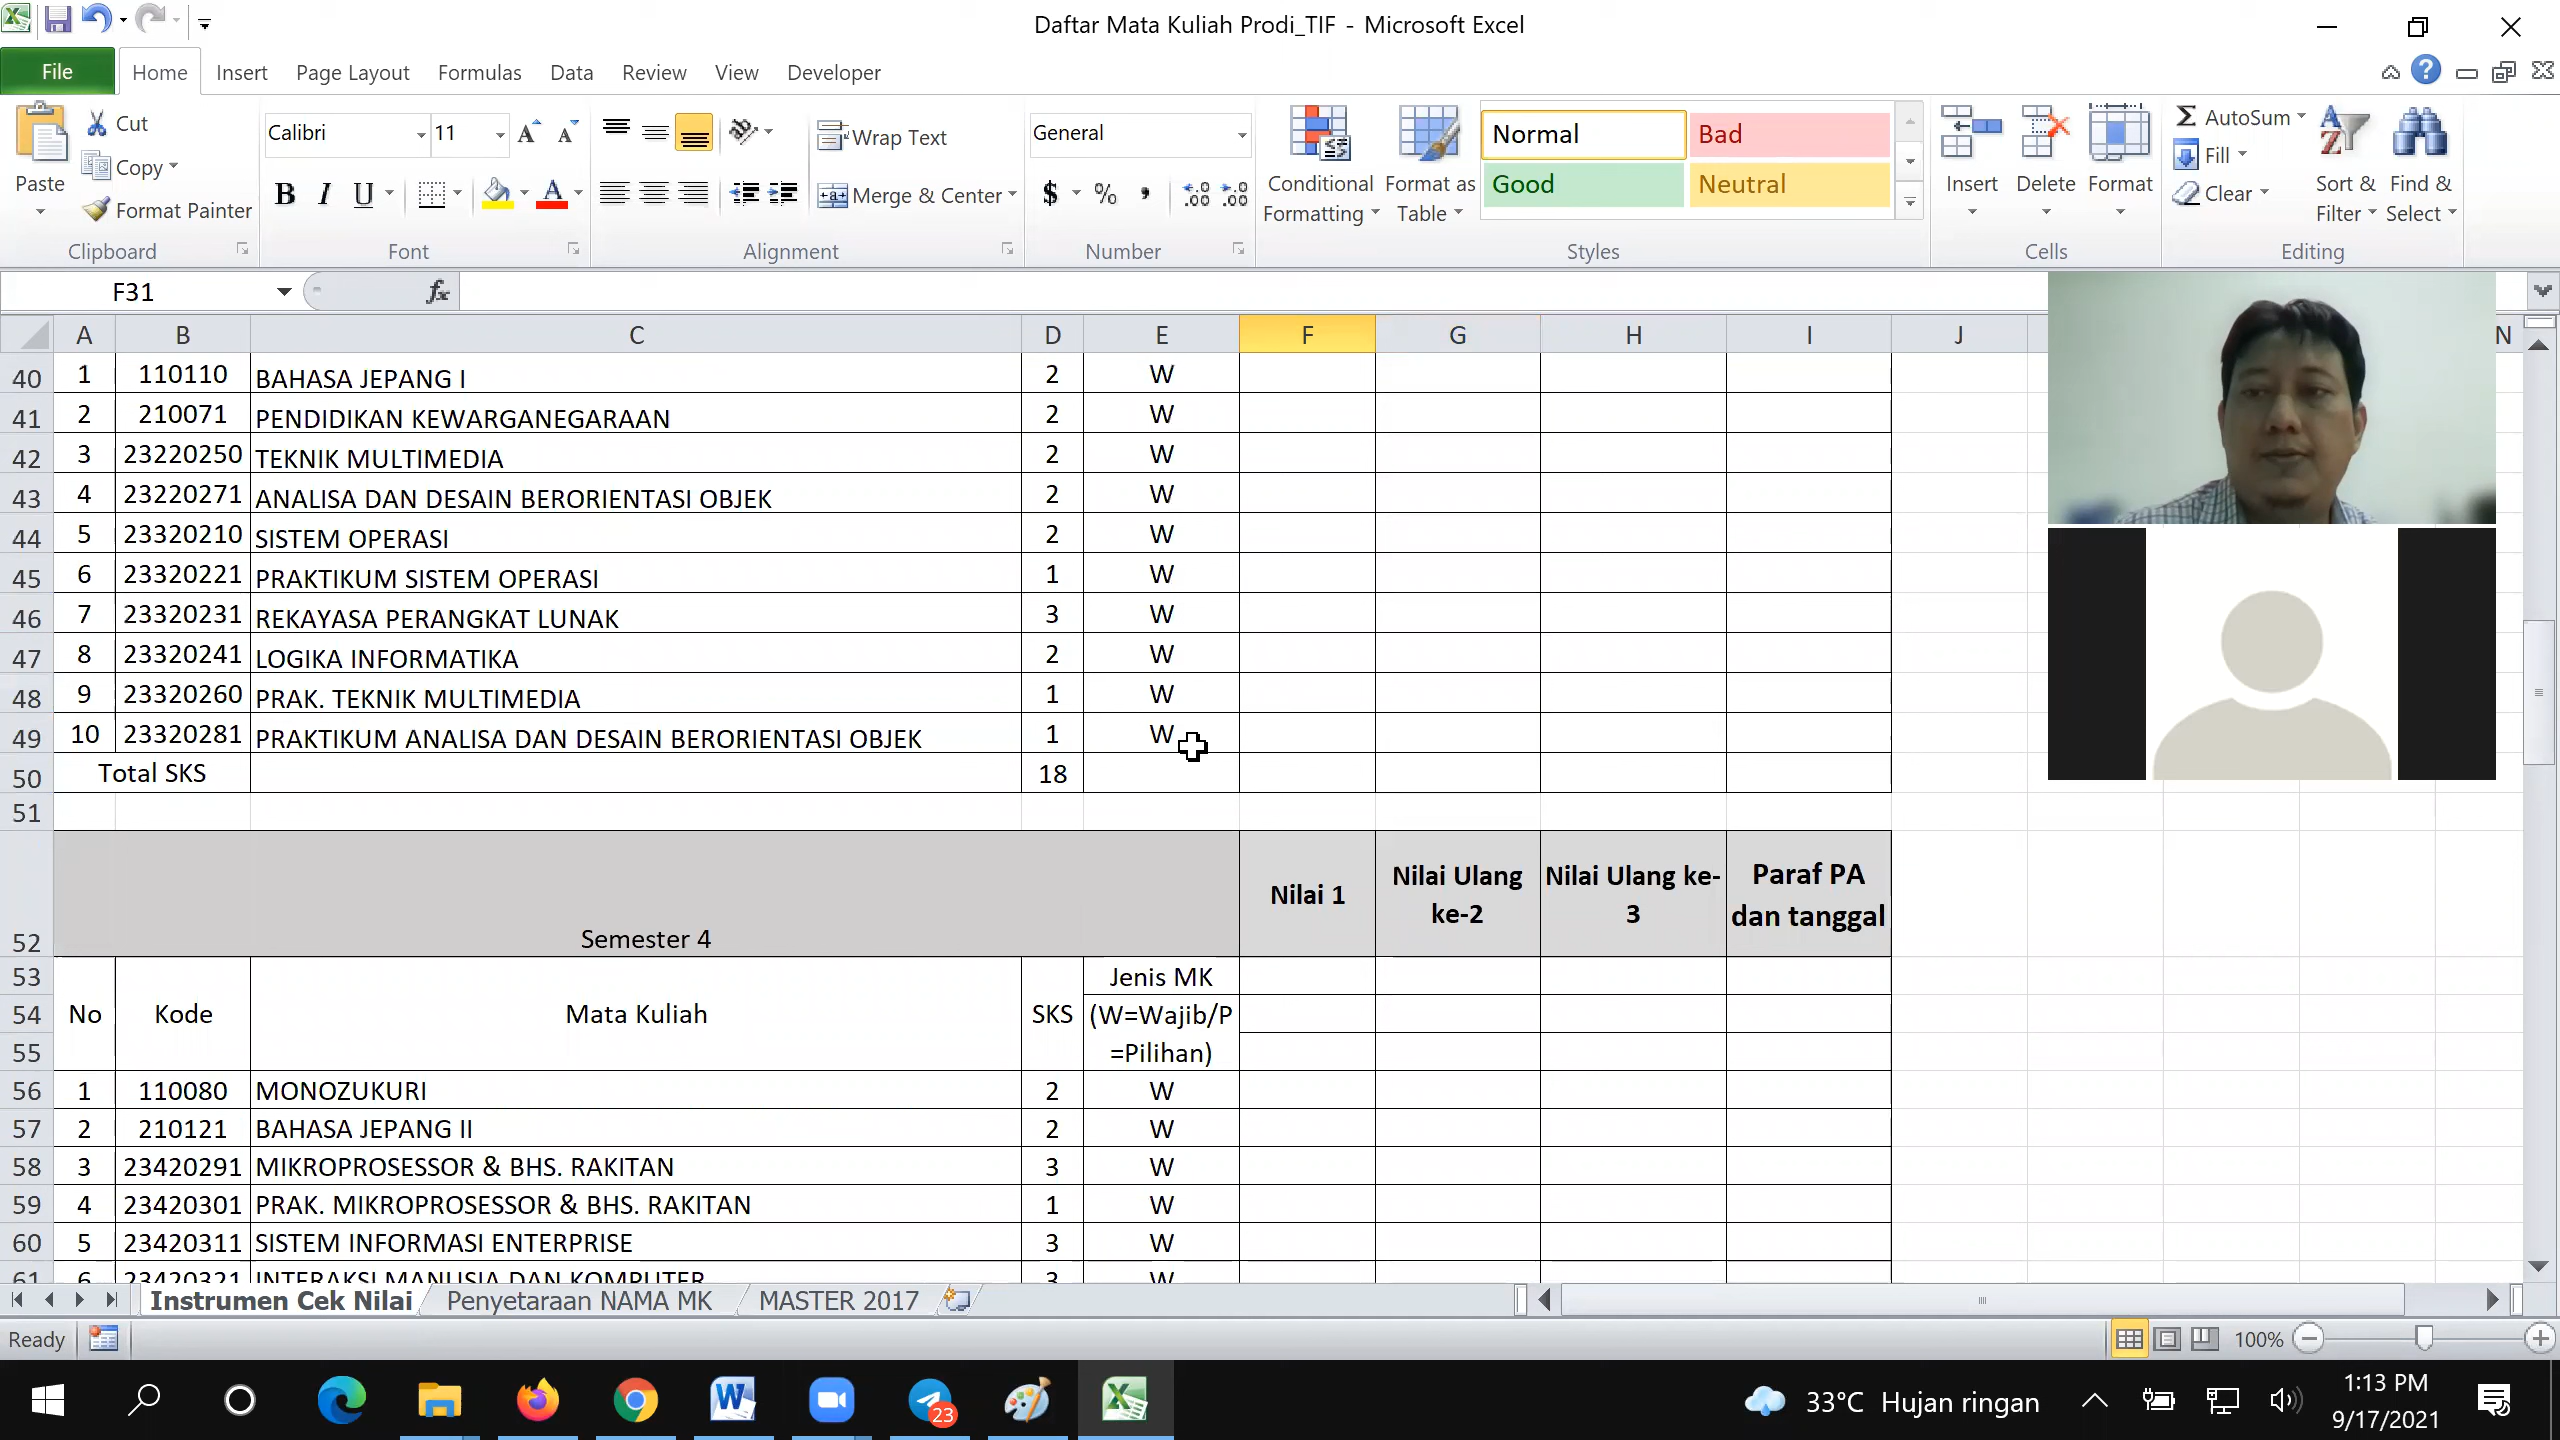 Daftar Mata Kuliah Prodi_TIF - Microsoft Excel
File Home Insert Page Layout Formulas Data Review View Developer
Paste
Cut
Copy
Format Painter
Clipboard
Calibri 11
B I U A
Font
Wrap Text
Merge & Center
Alignment
General
$ % ,
Number
Conditional Formatting
Format as Table
Normal Bad
Good Neutral
Styles
Insert Delete Format
Cells
AutoSum
Fill
Clear
Sort & Filter
Find & Select
Editing
F31 fx
A B C D E F G H I J N
40 1 110110 BAHASA JEPANG I 2 W
41 2 210071 PENDIDIKAN KEWARGANEGARAAN 2 W
42 3 23220250 TEKNIK MULTIMEDIA 2 W
43 4 23220271 ANALISA DAN DESAIN BERORIENTASI OBJEK 2 W
44 5 23320210 SISTEM OPERASI 2 W
45 6 23320221 PRAKTIKUM SISTEM OPERASI 1 W
46 7 23320231 REKAYASA PERANGKAT LUNAK 3 W
47 8 23320241 LOGIKA INFORMATIKA 2 W
48 9 23320260 PRAK. TEKNIK MULTIMEDIA 1 W
49 10 23320281 PRAKTIKUM ANALISA DAN DESAIN BERORIENTASI OBJEK 1 W
50 Total SKS 18
51
52 Semester 4 Nilai 1 Nilai Ulang ke-2 Nilai Ulang ke-3 Paraf PA dan tanggal
53 Jenis MK
54 No Kode Mata Kuliah SKS (W=Wajib/P
55 =Pilihan)
56 1 110080 MONOZUKURI 2 W
57 2 210121 BAHASA JEPANG II 2 W
58 3 23420291 MIKROPROSESSOR & BHS. RAKITAN 3 W
59 4 23420301 PRAK. MIKROPROSESSOR & BHS. RAKITAN 1 W
60 5 23420311 SISTEM INFORMASI ENTERPRISE 3 W
61 6 23420321 INTERAKSI MANUSIA DAN KOMPUTER 3 W
Instrumen Cek Nilai Penyetaraan NAMA MK MASTER 2017
Ready 100%
23
33°C Hujan ringan
1:13 PM
9/17/2021